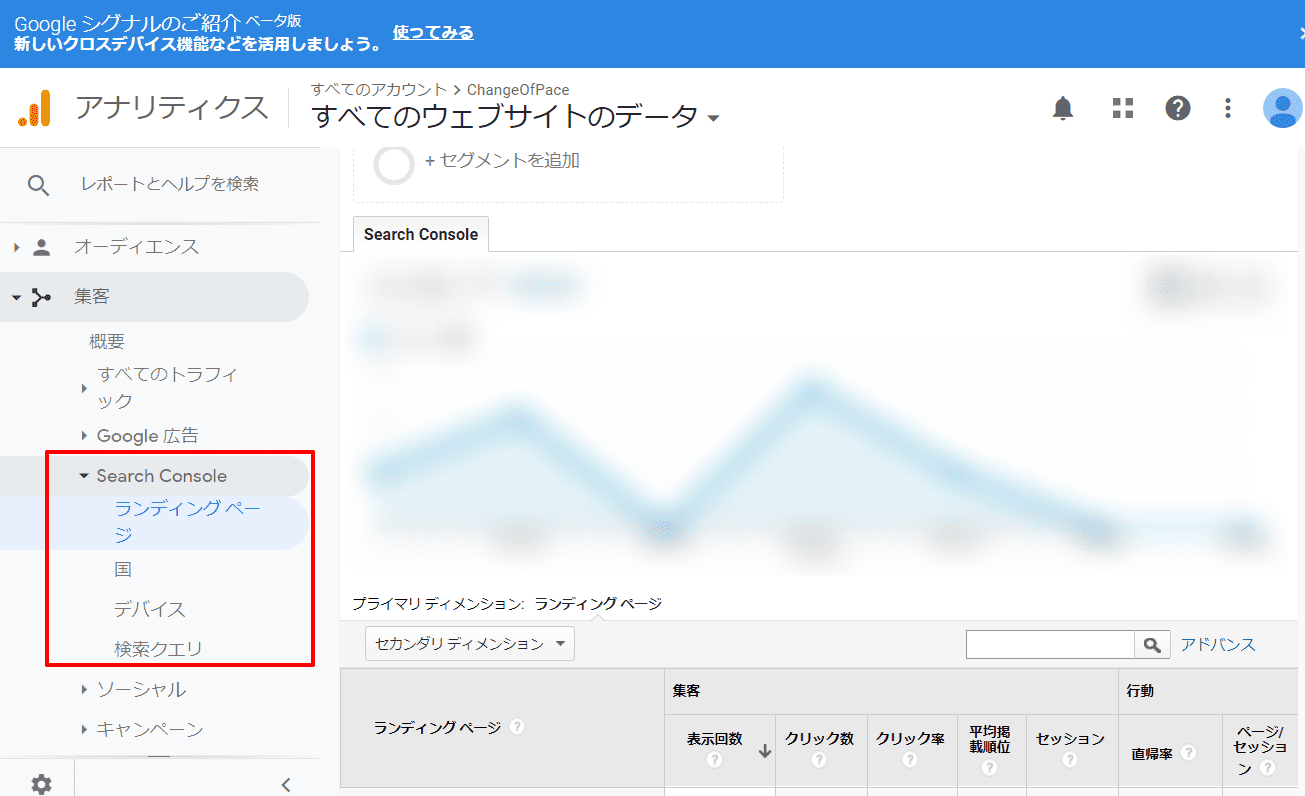 Google シグナルのご紹介 ベータ版
新しいクロスデバイス機能などを活用しましょう。 使ってみる
アナリティクス
すべてのアカウント > ChangeOfPace
すべてのウェブサイトのデータ
レポートとヘルプを検索
オーディエンス
集客
概要
すべてのトラフィ
ック
Google 広告
Search Console
ランディング ペー
ジ
国
デバイス
検索クエリ
ソーシャル
キャンペーン
+ セグメントを追加
Search Console
プライマリ ディメンション: ランディング ページ
セカンダリ ディメンション
アドバンス
ランディング ページ ?
集客
行動
表示回数 ?
クリック数 ?
クリック率 ?
平均掲
載順位 ?
セッション ?
直帰率 ?
ページ/
セッショ
ン ?